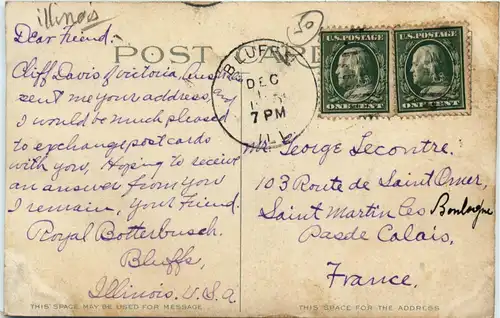 illinois
Dear Friend.
POST CARD
Cliff Davis of Victoria,
sent me your address, and
I would be much pleased
to exchange post cards
with you, Hoping to receive
an answer from you
I remain, your friend.
Royal Botterbusch.
Bluffs,
Illinois. U.S.A
THIS SPACE MAY BE USED FOR MESSAGE.
BLUFFS
DEC
7 PM
ILL
U.S.POSTAGE
ONE CENT
U.S.POSTAGE
ONE CENT
Mr. George Lecontre.
103 Route de Saint Omer,
Saint Martin les Boulogne
Pas de Calais,
France.
THIS SPACE FOR THE ADDRESS